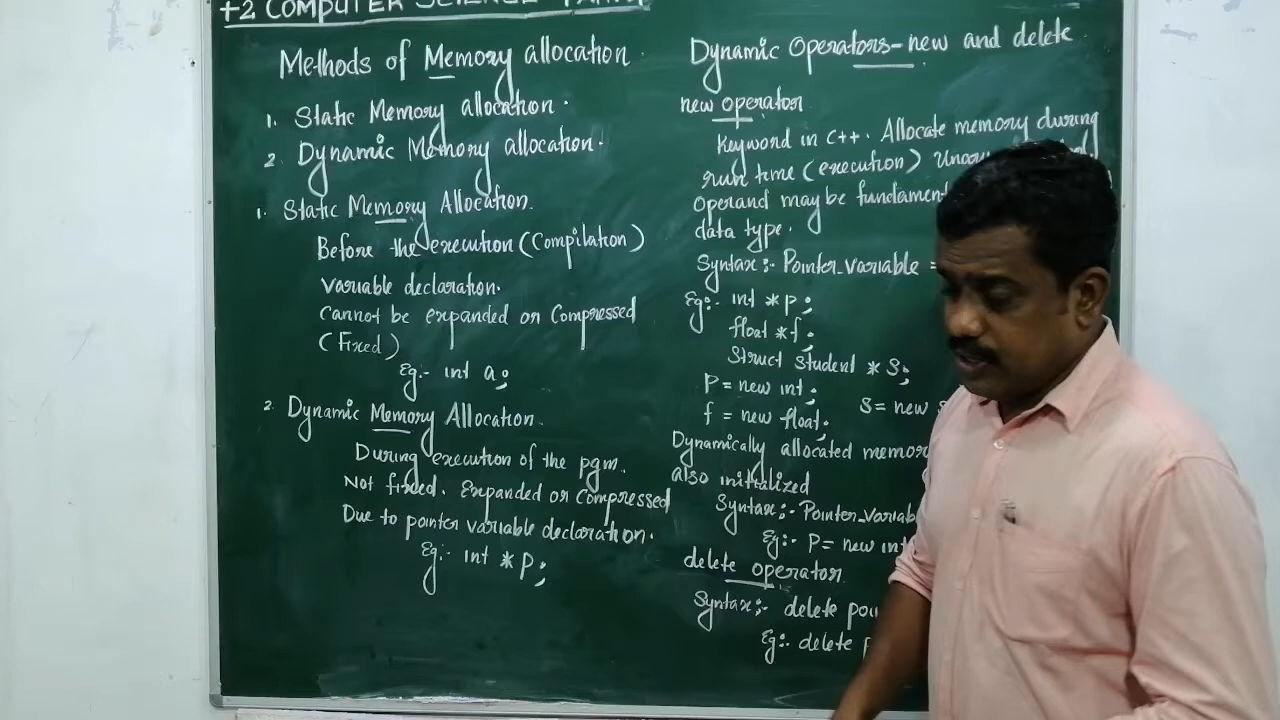 +2 COMPUTER SCIENCE
Methods of Memory allocation.
1. Static Memory allocation.
2. Dynamic Memory allocation.
1. Static Memory Allocation.
Before the execution (Compilation)
variable declaration.
cannot be expanded or compressed
(Fixed)
Eg:- int a;
2. Dynamic Memory Allocation.
During execution of the pgm.
Not fixed. Expanded or compressed
Due to pointer variable declaration.
Eg:- int * p;
Dynamic Operators - new and delete
new operator
Keyword in C++. Allocate memory during
run time (execution)
operand may be
data type.
Syntax:- Pointer_variable =
Eg:- int * p;
float * f;
Struct student * s;
P = new int;
f = new float. S = new
Dynamically allocated
also initialized
Syntax:-
Eg:- P = new int
delete operator
Syntax:- delete
Eg:- delete